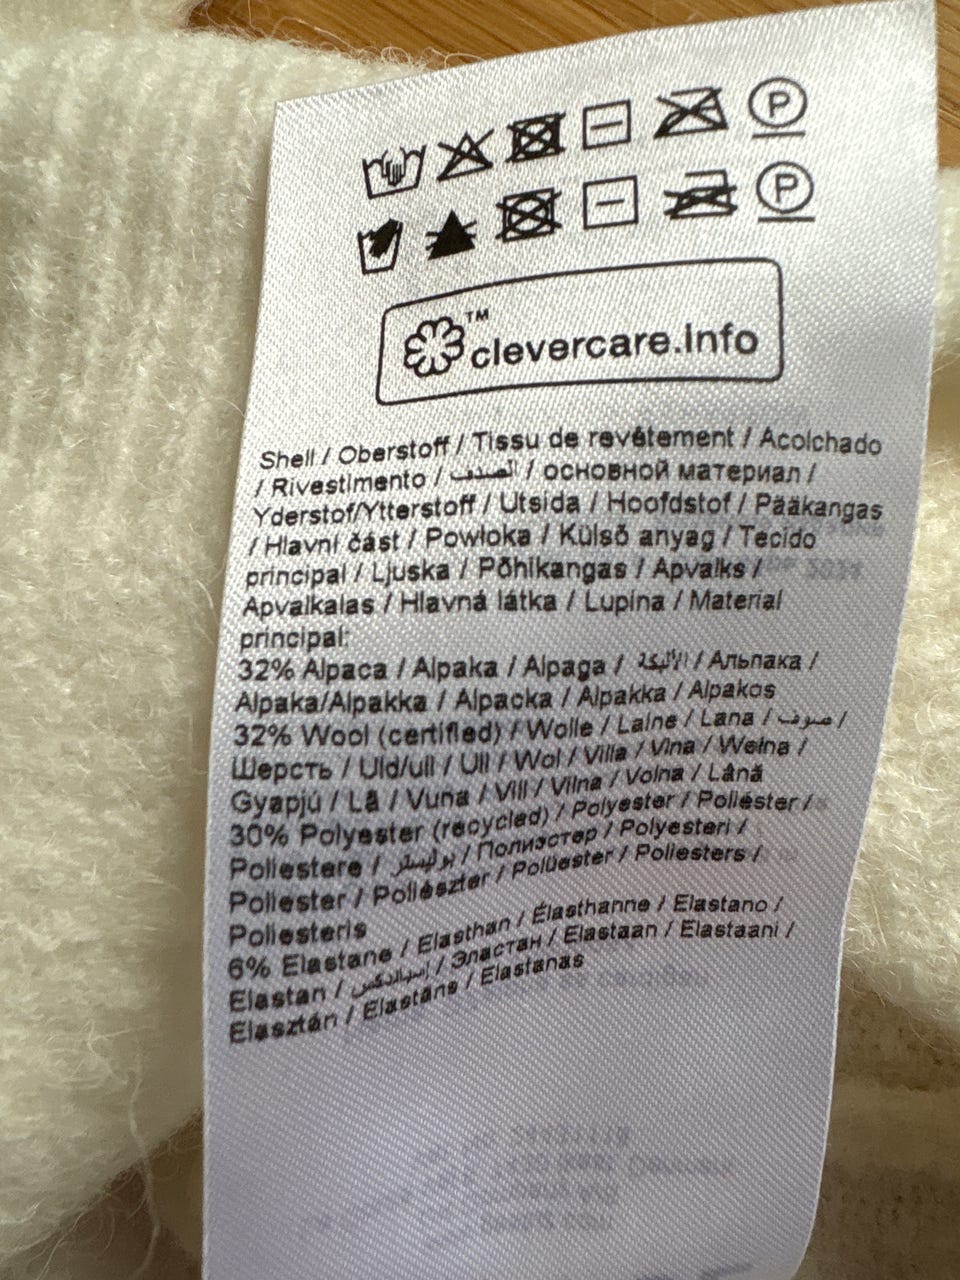 P
P
™
clevercare.info
Shell / Oberstoff / Tissu de revêtement / Acolchado
/ Rivestimento / الصدف / основной материал /
Yderstof/Ytterstoff / Utsida / Hoofdstof / Pääkangas
/ Hlavní část / Powłoka / Külső anyag / Tecido
principal / Ljuska / Põhikangas / Apvalks /
Apvalkalas / Hlavná látka / Lupina / Material
principal:
32% Alpaca / Alpaka / Alpaga / الألبكة / Альпака /
Alpaka/Alpakka / Alpacka / Alpakka / Alpakos
32% Wool (certified) / Wolle / Laine / Lana / صوف /
Шерсть / Uld/ull / Ull / Wol / Villa / Vlna / Wełna /
Gyapjú / Lã / Vuna / Vill / Vilna / Volna / Lână
30% Polyester (recycled) / Polyester / Poliéster /
Poliestere / بوليستر / Полиэстер / Polyesteri /
Poliester / Poliészter / Polüester / Poliesters /
Poliesteris
6% Elastane / Elasthan / Élasthanne / Elastano /
Elastan / إسباندكس / Эластан / Elastaan / Elastaani /
Elasztán / Elastāns / Elastanas